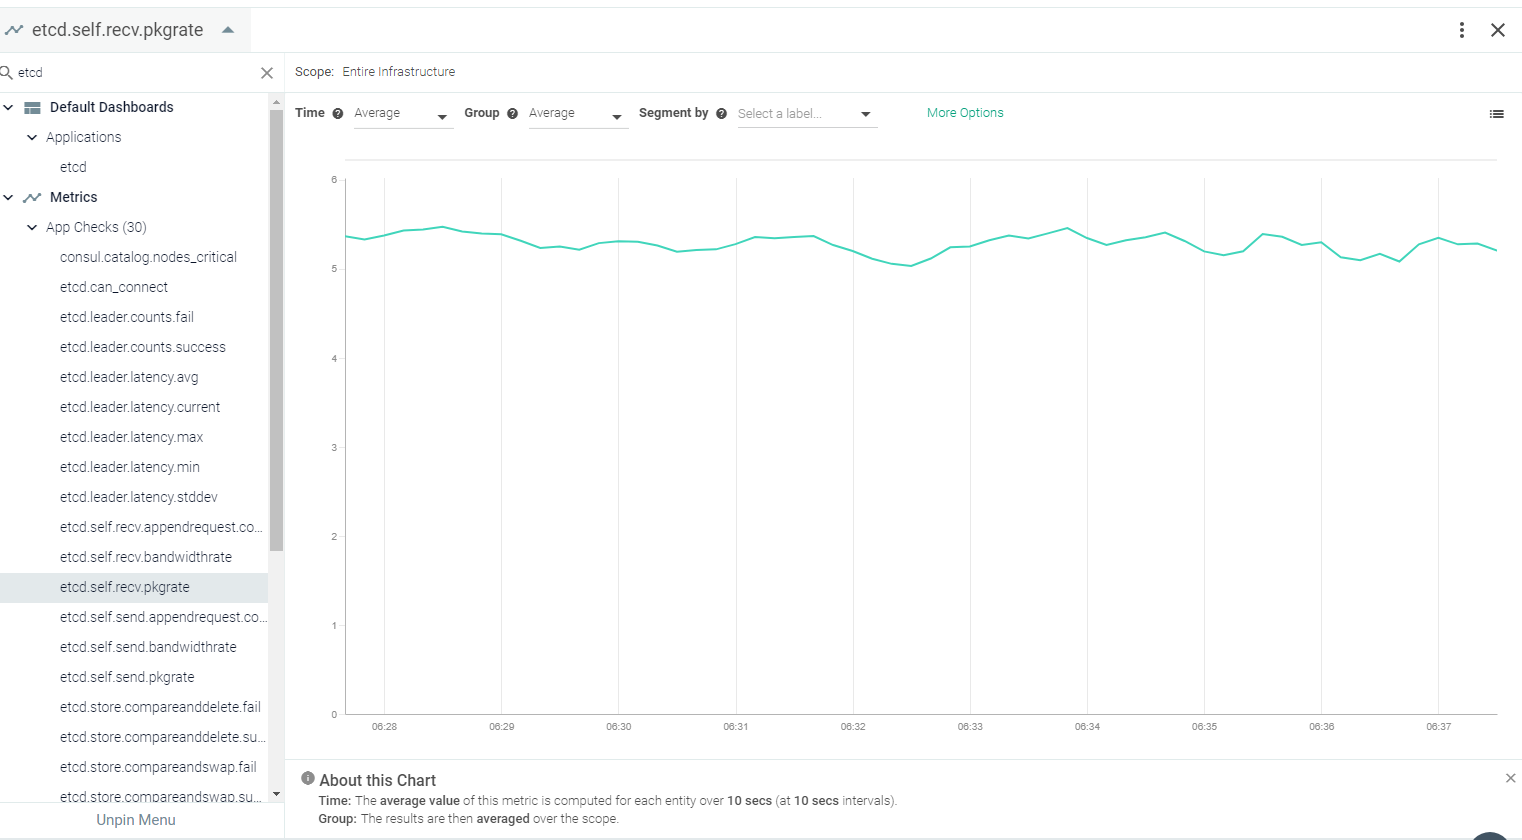 etcd.self.recv.pkgrate
etcd
Default Dashboards
Applications
etcd
Metrics
App Checks (30)
consul.catalog.nodes_critical
etcd.can_connect
etcd.leader.counts.fail
etcd.leader.counts.success
etcd.leader.latency.avg
etcd.leader.latency.current
etcd.leader.latency.max
etcd.leader.latency.min
etcd.leader.latency.stddev
etcd.self.recv.appendrequest.co...
etcd.self.recv.bandwidthrate
etcd.self.recv.pkgrate
etcd.self.send.appendrequest.co...
etcd.self.send.bandwidthrate
etcd.self.send.pkgrate
etcd.store.compareanddelete.fail
etcd.store.compareanddelete.su...
etcd.store.compareandswap.fail
etcd.store.compareandswap.su...
Unpin Menu
Scope: Entire Infrastructure
Time ? Average Group ? Average Segment by ? Select a label... More Options
6
5
4
3
2
1
0
06:28 06:29 06:30 06:31 06:32 06:33 06:34 06:35 06:36 06:37
About this Chart
Time: The average value of this metric is computed for each entity over 10 secs (at 10 secs intervals).
Group: The results are then averaged over the scope.